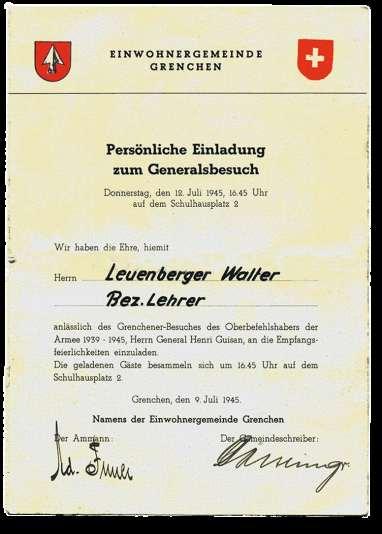 EINWOHNERGEMEINDE
GRENCHEN
Persönliche Einladung
zum Generalsbesuch
Donnerstag, den 12. Juli 1945, 16.45 Uhr
auf dem Schulhausplatz 2
Wir haben die Ehre, hiemit
Herrn Leuenberger Walter
Bez. Lehrer
anlässlich des Grenchener-Besuches des Oberbefehlshabers der
Armee 1939 - 1945, Herrn General Henri Guisan, an die Empfangs-
feierlichkeiten einzuladen.
Die geladenen Gäste besammeln sich um 16.45 Uhr auf dem
Schulhausplatz 2.
Grenchen, den 9. Juli 1945.
Namens der Einwohnergemeinde Grenchen
Der Ammann: Der Gemeindeschreiber:
Ad.